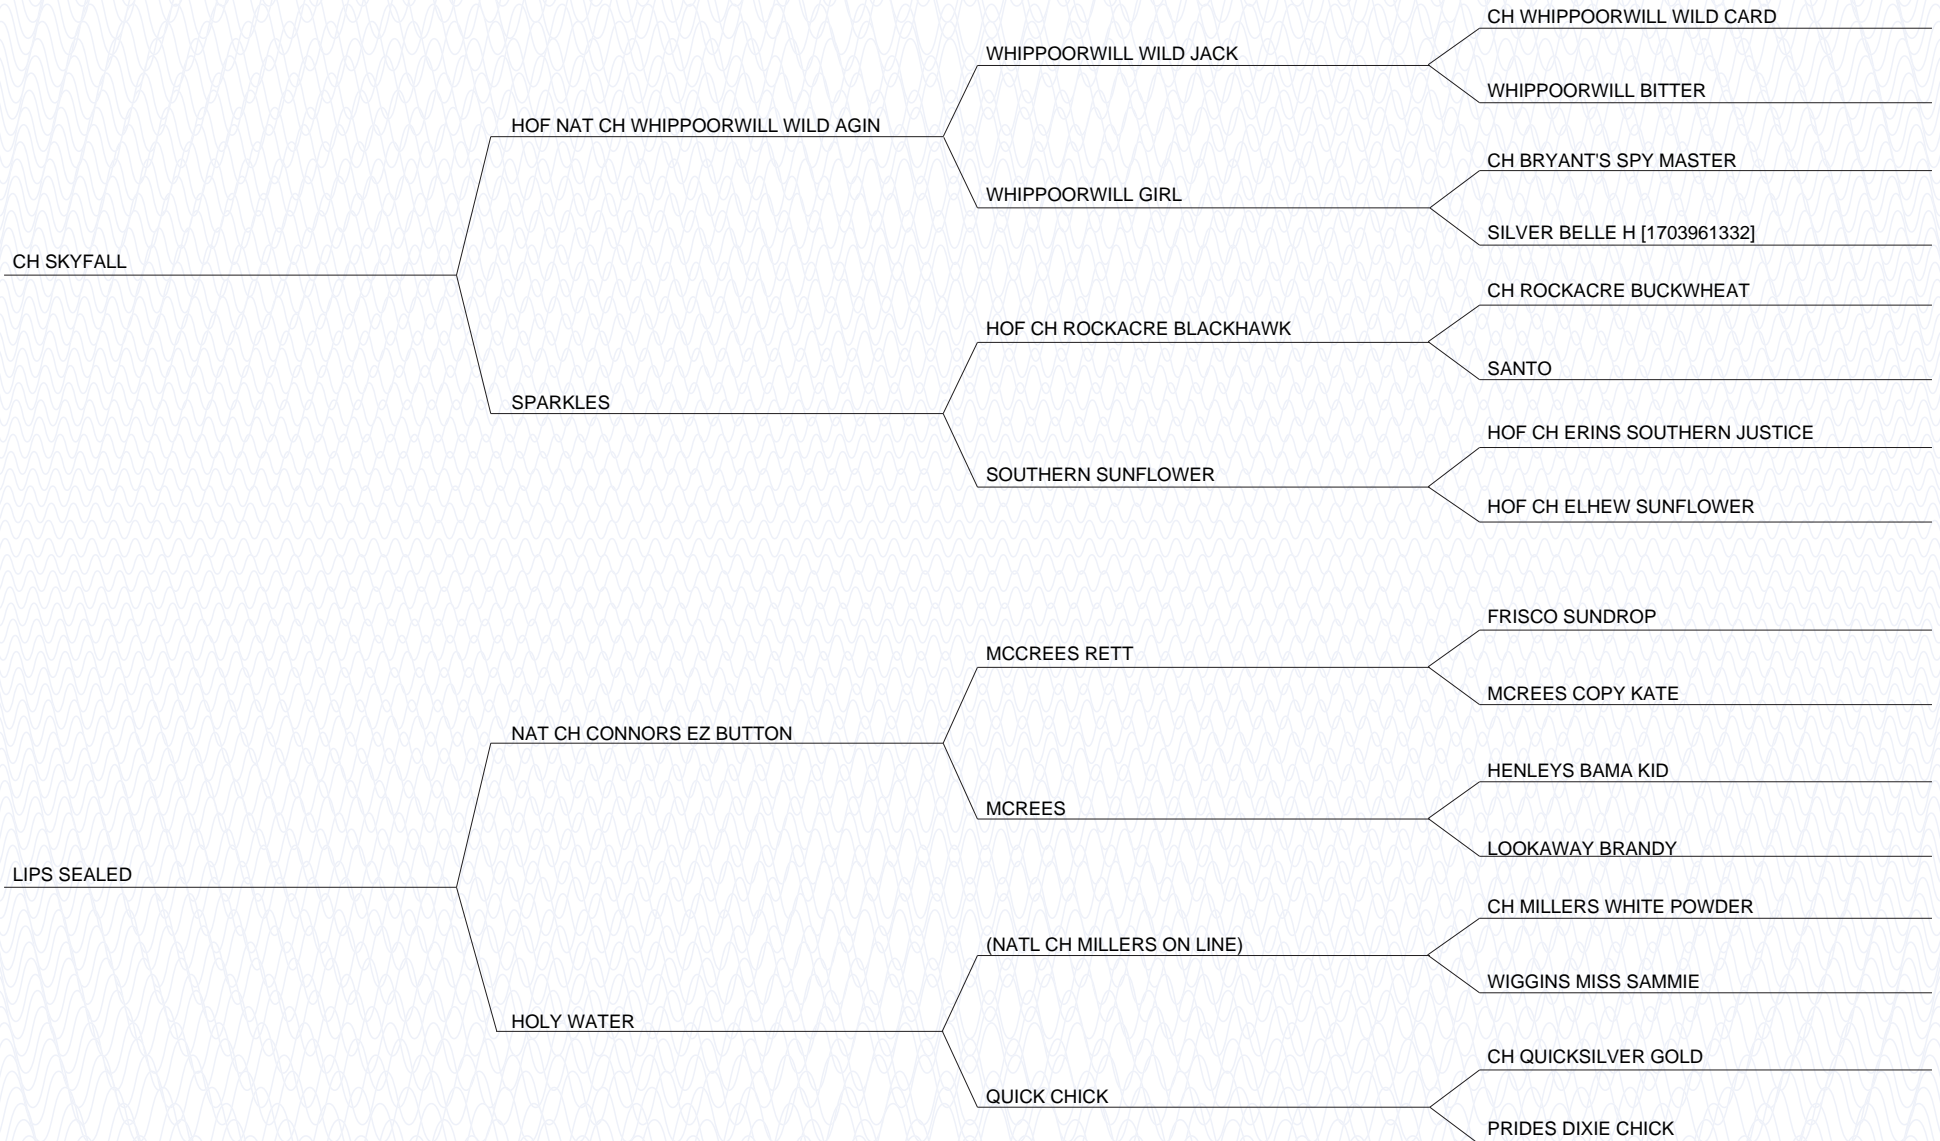 CH WHIPPOORWILL WILD CARD
WHIPPOORWILL WILD JACK
WHIPPOORWILL BITTER
HOF NAT CH WHIPPOORWILL WILD AGIN
CH BRYANT'S SPY MASTER
WHIPPOORWILL GIRL
SILVER BELLE H [1703961332]
CH SKYFALL
CH ROCKACRE BUCKWHEAT
HOF CH ROCKACRE BLACKHAWK
SANTO
SPARKLES
HOF CH ERINS SOUTHERN JUSTICE
SOUTHERN SUNFLOWER
HOF CH ELHEW SUNFLOWER
FRISCO SUNDROP
MCCREES RETT
MCREES COPY KATE
NAT CH CONNORS EZ BUTTON
HENLEYS BAMA KID
MCREES
LOOKAWAY BRANDY
LIPS SEALED
CH MILLERS WHITE POWDER
(NATL CH MILLERS ON LINE)
WIGGINS MISS SAMMIE
HOLY WATER
CH QUICKSILVER GOLD
QUICK CHICK
PRIDES DIXIE CHICK